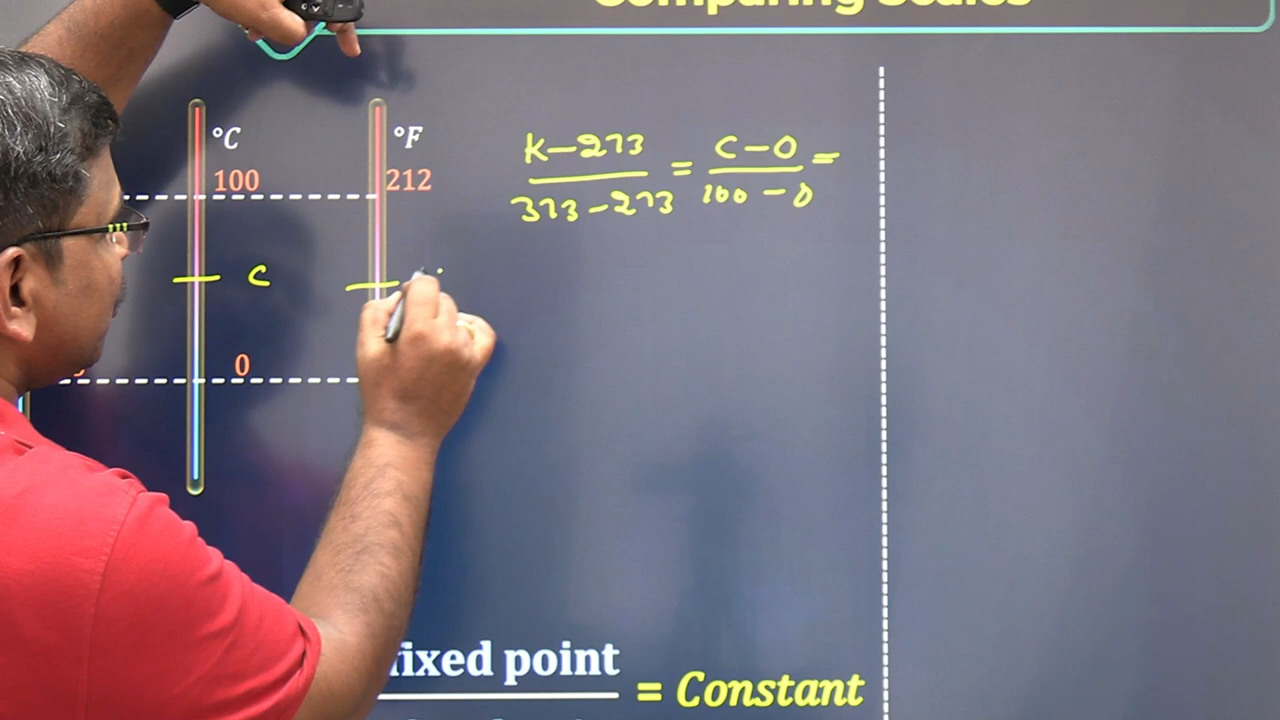 Comparing Scales
°C °F
100 212
K-273 = C-0 =
373-273 100-0
C
0
fixed point
= Constant